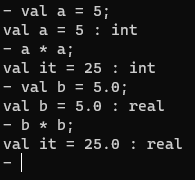 - val a = 5;
val a = 5 : int
- a * a;
val it = 25 : int
- val b = 5.0;
val b = 5.0 : real
- b * b;
val it = 25.0 : real
-